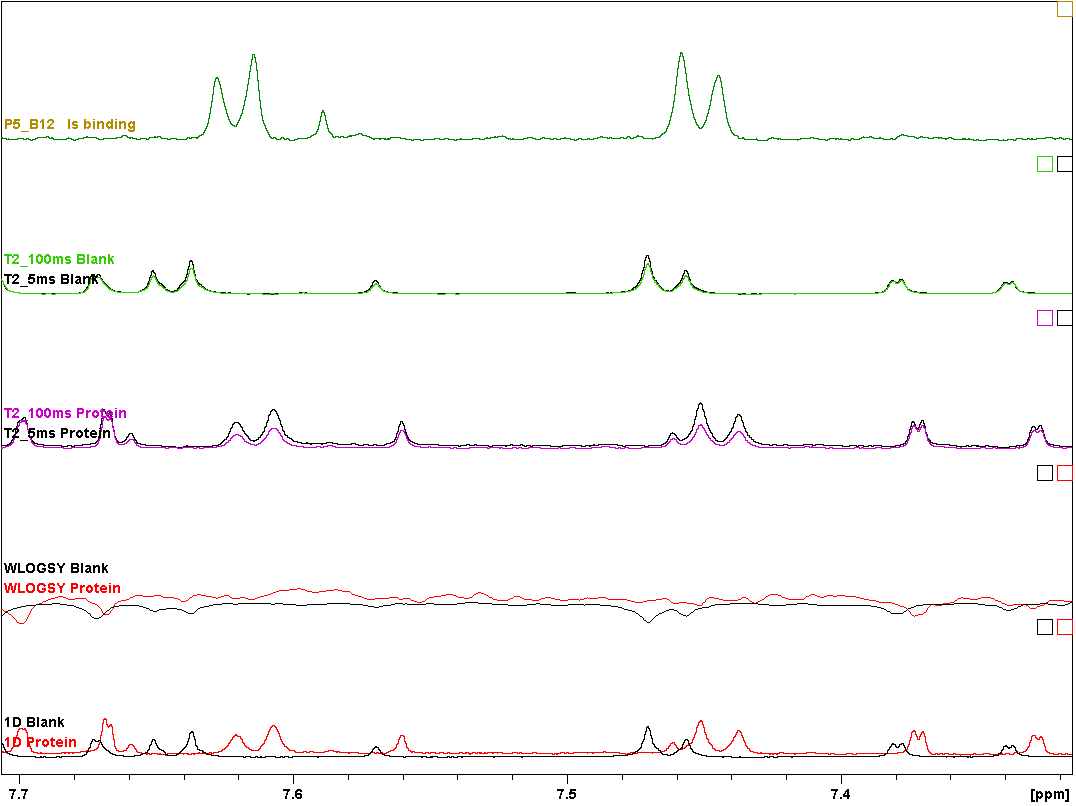 P5_B12 Is binding
T2_100ms Blank
T2_5ms Blank
T2_100ms Protein
T2_5ms Protein
WLOGSY Blank
WLOGSY Protein
1D Blank
1D Protein
7.7 7.6 7.5 7.4 [ppm]